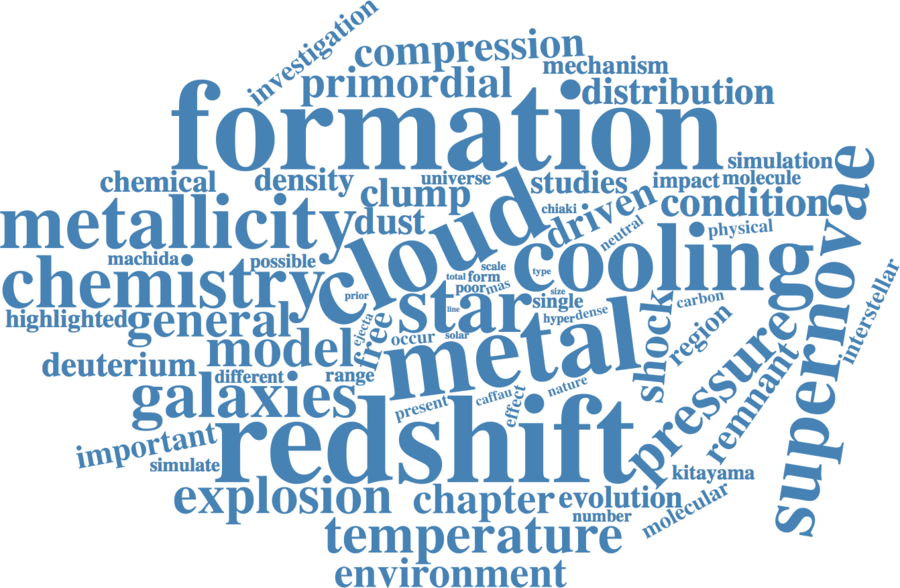 investigation
compression
mechanism
primordial
distribution
formation
simulation
supernovae
chemical
density
universe
studies
impact
molecule
clump
cloud
driven
condition
metallicity
dust
chiaki
neutral
physical
machida
possible
cooling
chemistry
prior
total
form
scale
type
poor
mas
size
star
line
single
hyper
dense
carbon
interstellar
highlighted
general
ejecta
free
occur
solar
metal
shock
region
model
deuterium
different
range
galaxies
present
caffau
effect
nature
pressure
remnant
redshift
important
simulate
kitayama
explosion
chapter
evolution
number
molecular
temperature
environment